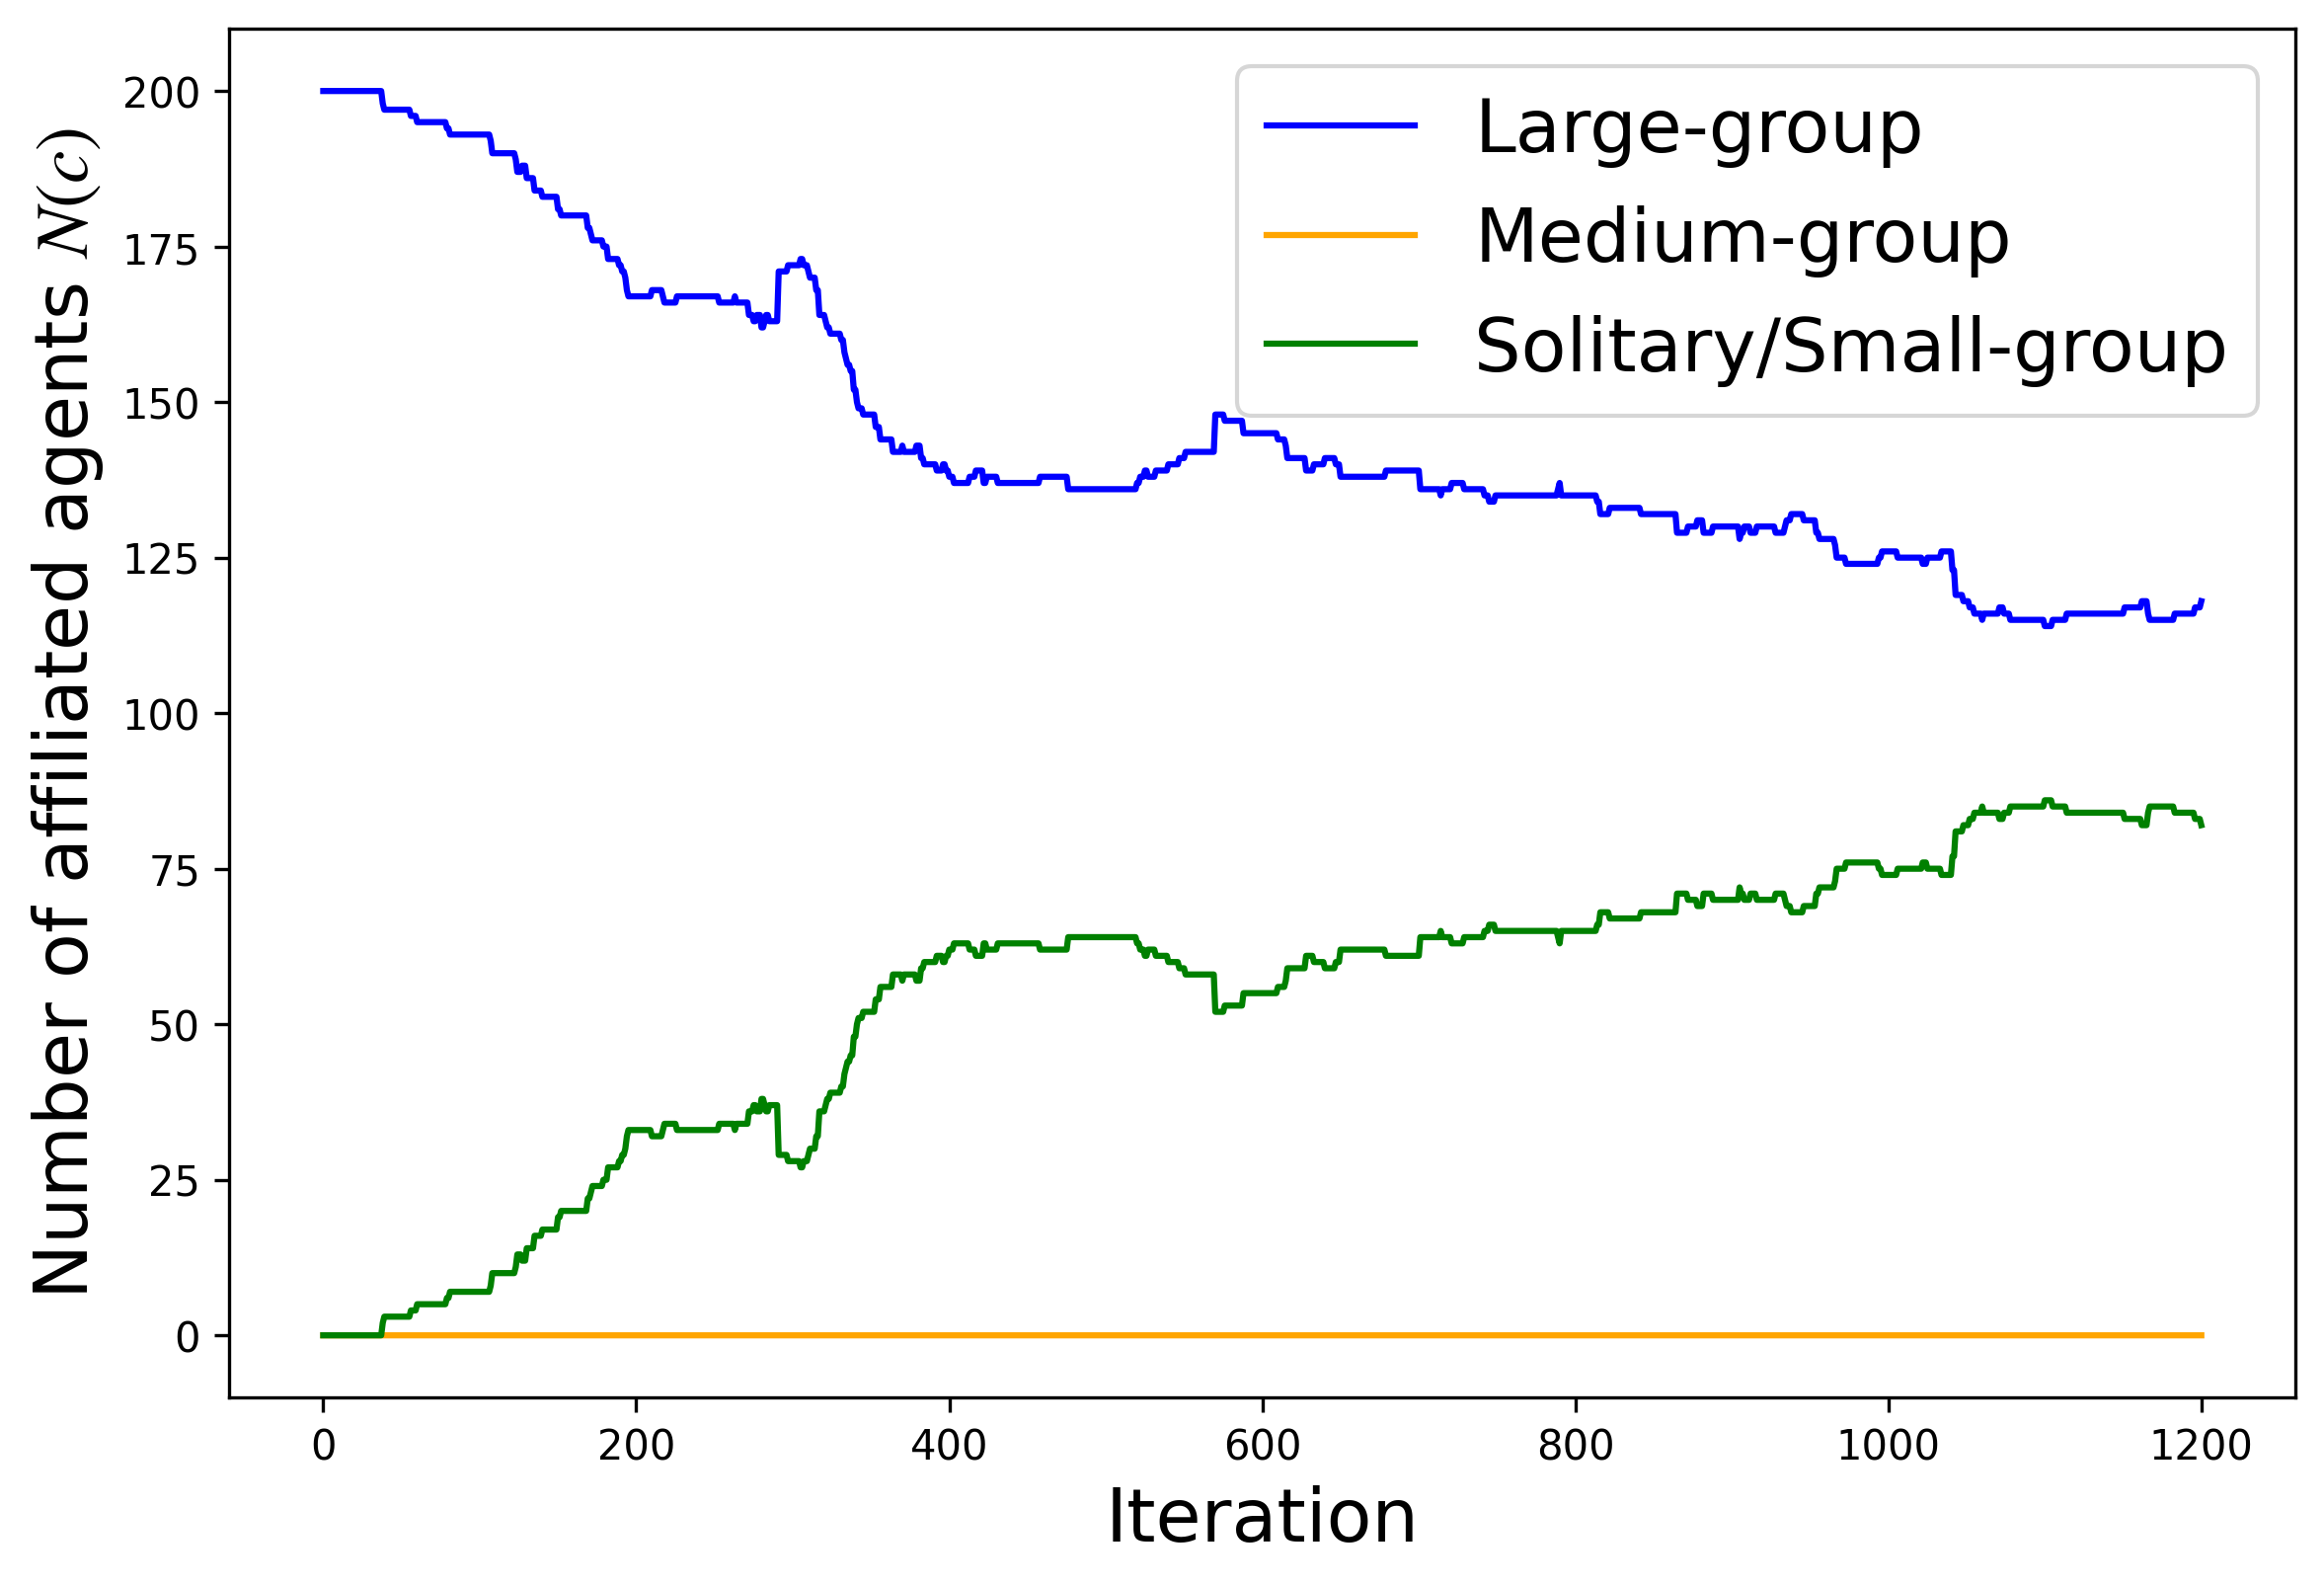 Number of affiliated agents N(c)
200
175
150
125
100
75
50
25
0
0 200 400 600 800 1000 1200
Iteration
Large-group
Medium-group
Solitary/Small-group